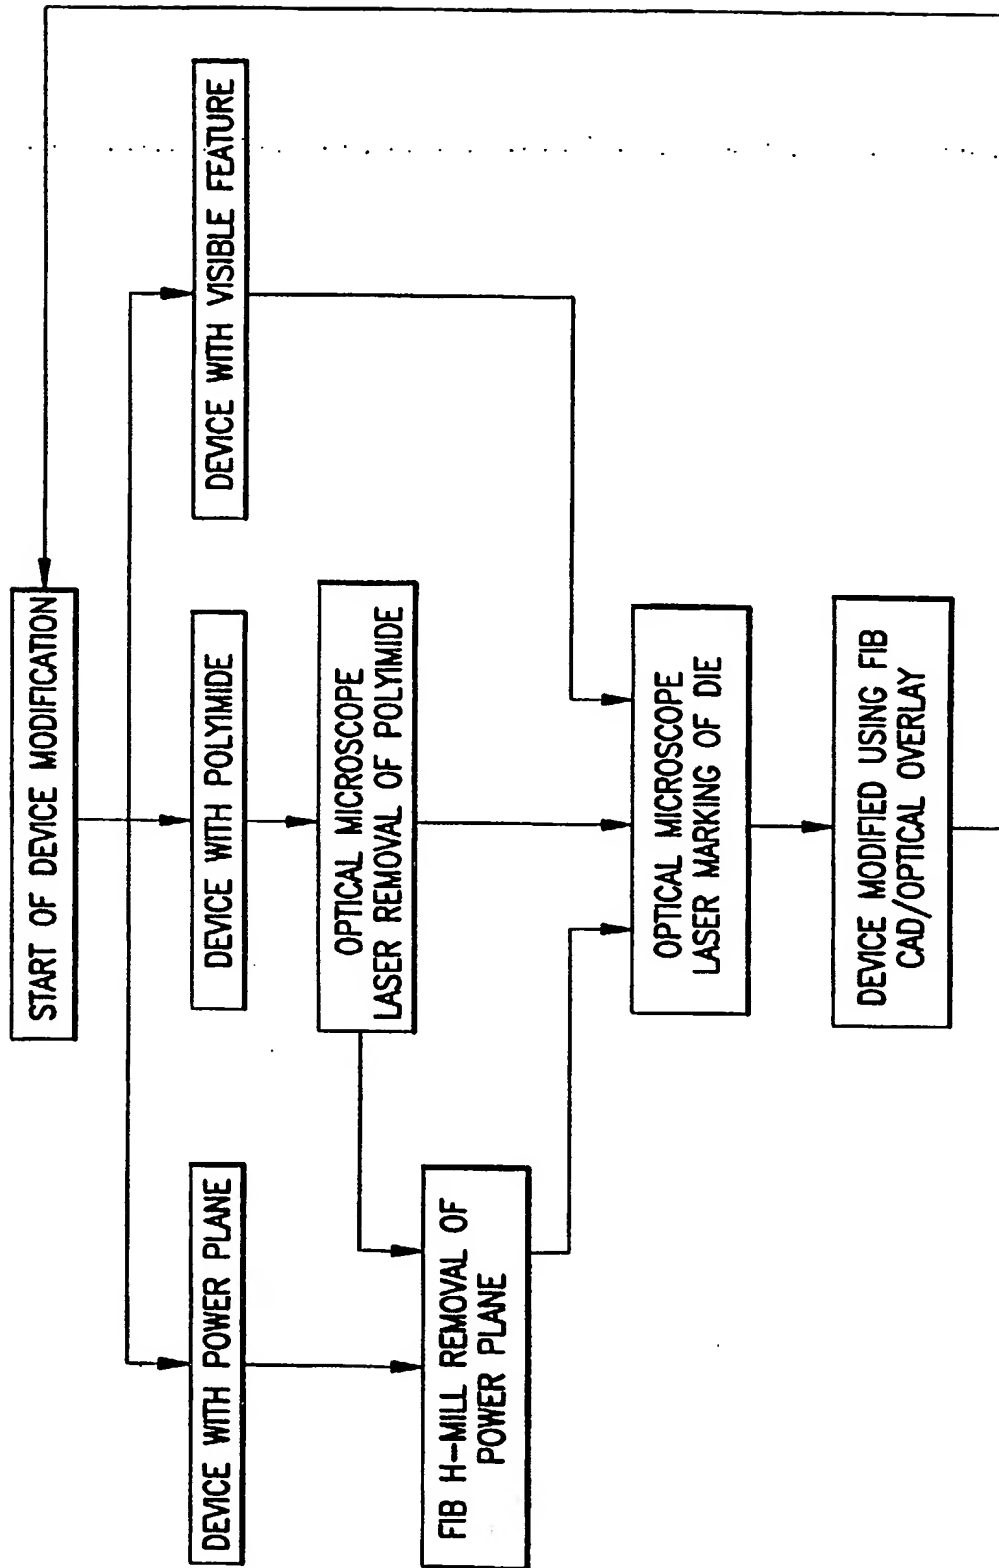 START OF DEVICE MODIFICATION
DEVICE WITH POWER PLANE
DEVICE WITH POLYIMIDE
DEVICE WITH VISIBLE FEATURE
OPTICAL MICROSCOPE
LASER REMOVAL OF POLYIMIDE
FIB H-MILL REMOVAL OF
POWER PLANE
OPTICAL MICROSCOPE
LASER MARKING OF DIE
DEVICE MODIFIED USING FIB
CAD/OPTICAL OVERLAY